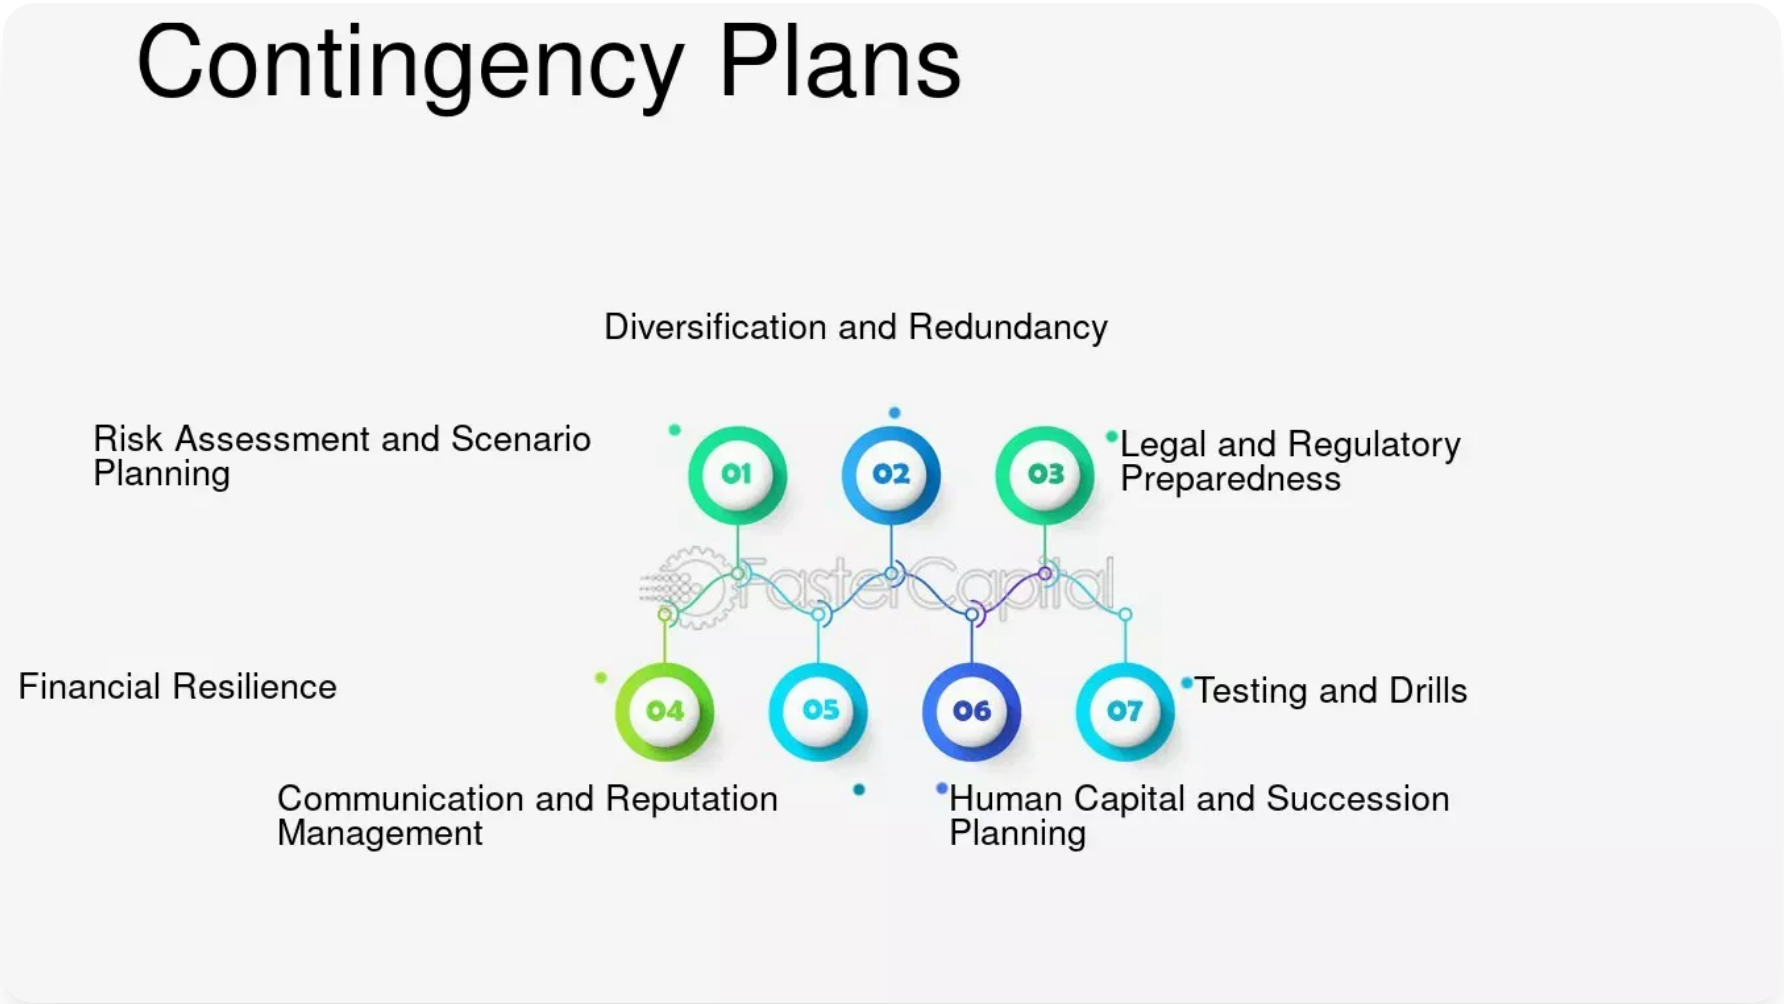 Contingency Plans
Diversification and Redundancy
Risk Assessment and Scenario
Planning
01
02
03
Legal and Regulatory
Preparedness
FasterCapital
Financial Resilience
04
05
06
07
Testing and Drills
Communication and Reputation
Management
Human Capital and Succession
Planning